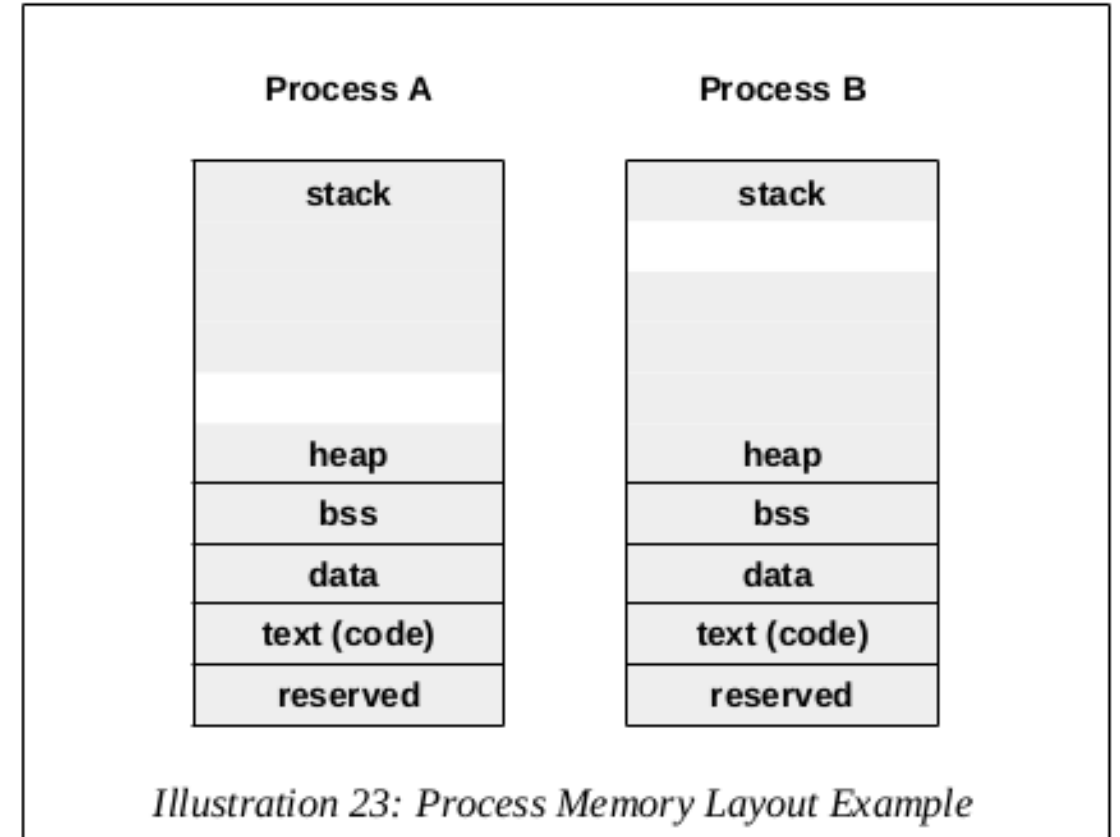 Process A
Process B
stack
stack
heap
heap
bss
bss
data
data
text (code)
text (code)
reserved
reserved
Illustration 23: Process Memory Layout Example